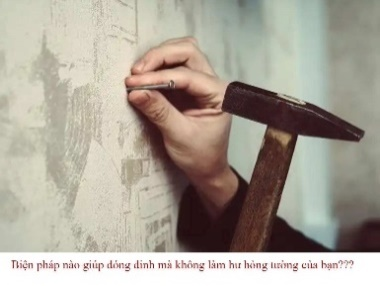 Biện pháp nào giúp đóng đinh mà không làm hư hỏng tường của bạn???